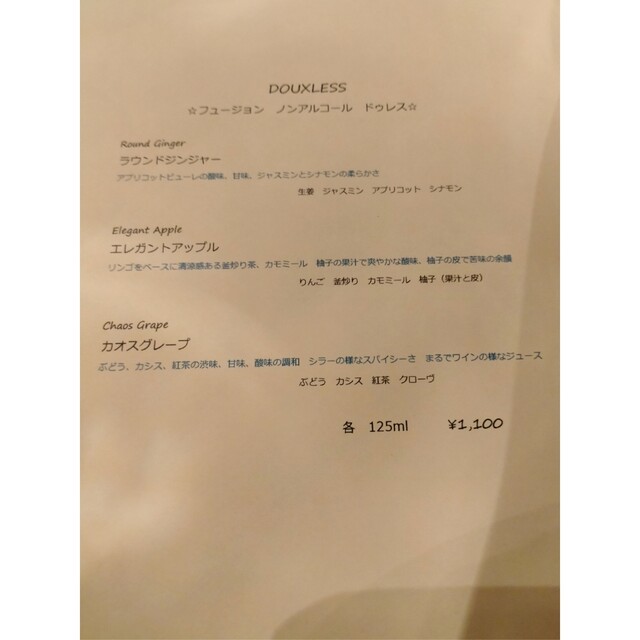 DOUXLESS
☆フュージョン ノンアルコール ドゥレス☆
Round Ginger
ラウンドジンジャー
アプリコットピューレの酸味、甘味、ジャスミンとシナモンの柔らかさ
生姜 ジャスミン アプリコット シナモン
Elegant Apple
エレガントアップル
リンゴをベースに清涼感ある釜炒り茶、カモミール 柚子の果汁で爽やかな酸味、柚子の皮で苦味の余韻
りんご 釜炒り カモミール 柚子（果汁と皮）
Chaos Grape
カオスグレープ
ぶどう、カシス、紅茶の渋味、甘味、酸味の調和 シラーの様なスパイシーさ まるでワインの様なジュース
ぶどう カシス 紅茶 クローヴ
各 125ml ¥1,100